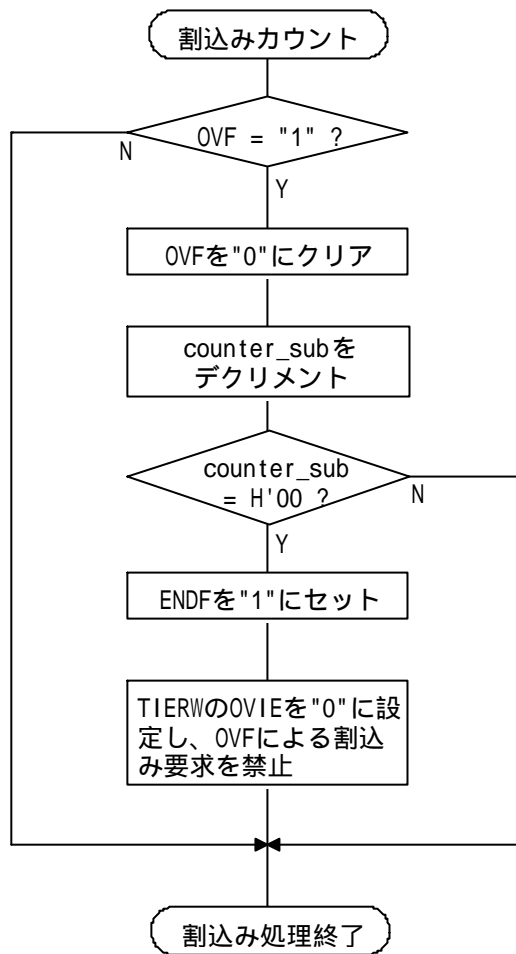 割込みカウント
OVF = "1" ?
N
Y
OVFを"0"にクリア
counter_subを
デクリメント
counter_sub
= H'00 ?
N
Y
ENDFを"1"にセット
TIERWのOVIEを"0"に設
定し、OVFによる割込
み要求を禁止
割込み処理終了